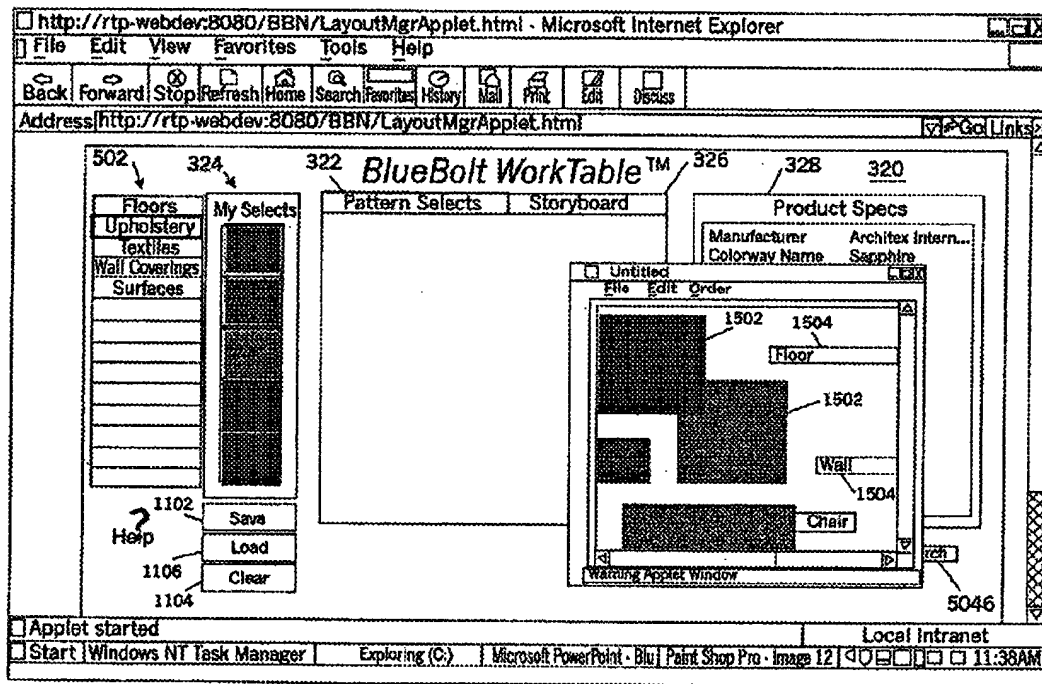 http://rtp-webdev:8080/BBN/LayoutMgrApplet.html - Microsoft Internet Explorer
File Edit View Favorites Tools Help
Back Forward Stop Refresh Home Search Favorites History Mail Print Edit Discuss
Address http://rtp-webdev:8080/BBN/LayoutMgrApplet.html Go Links
502 324 322 BlueBolt WorkTable™ 326 328 320
Floors
Upholstery
Textiles
Wall Coverings
Surfaces
My Selects
Pattern Selects Storyboard
Product Specs
Manufacturer Architex Intern...
Colorway Name Sapphire
Untitled
File Edit Order
1502 1504
Floor
1502
Wall
1504
Chair
Warning Applet Window
rch
5046
? Help
1102 Save
1106 Load
1104 Clear
Applet started Local intranet
Start Windows NT Task Manager Exploring (C:) Microsoft PowerPoint - Blu Paint Shop Pro - Image 12 11:38AM